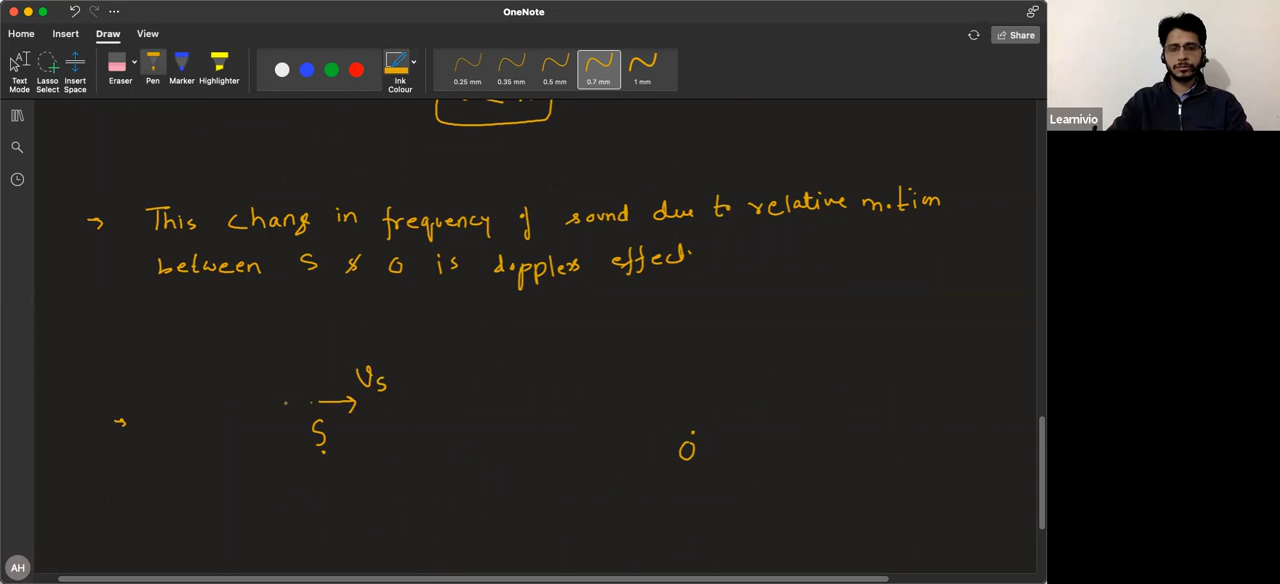 OneNote
Home Insert Draw View
Share
Text Mode
Lasso Select
Insert Space
Eraser
Pen
Marker
Highlighter
Ink Colour
0.25 mm
0.35 mm
0.5 mm
0.7 mm
1 mm
Learnivio
→ This change in frequency of sound due to relative motion
between S & O is doppler effect.
→
Vs
S
O
AH